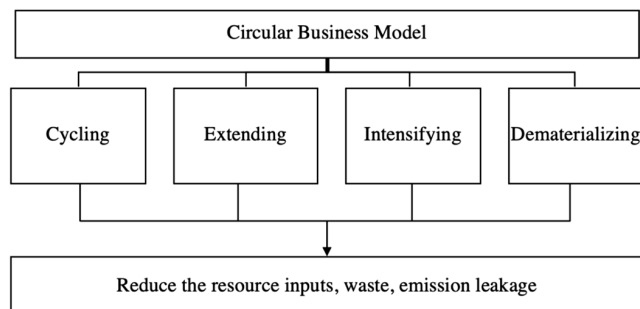 Circular Business Model
Cycling
Extending
Intensifying
Dematerializing
Reduce the resource inputs, waste, emission leakage